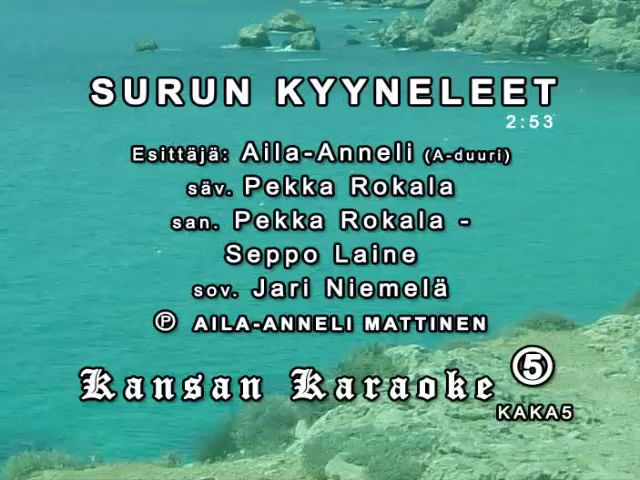 SURUN KYYNELEET
2:53
Esittäjä: Aila-Anneli (A-duuri)
säv. Pekka Rokala
san. Pekka Rokala -
Seppo Laine
sov. Jari Niemelä
℗ AILA-ANNELI MATTINEN
Kansan Karaoke ⑤
KAKA5